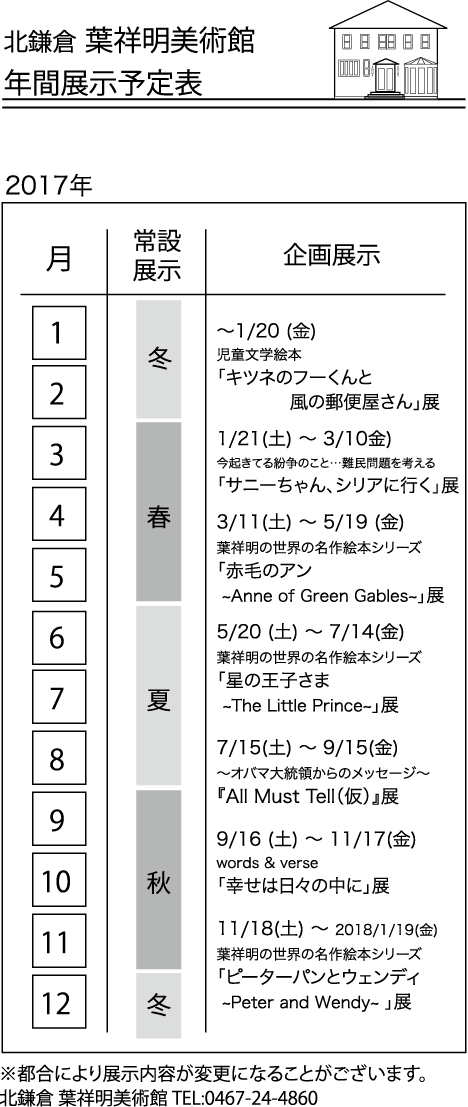 北鎌倉 葉祥明美術館
年間展示予定表
2017年
月
常設
展示
企画展示
1
2
3
4
5
6
7
8
9
10
11
12
冬
春
夏
秋
冬
～1/20 (金)
児童文学絵本
「キツネのフーくんと
風の郵便屋さん」展
1/21(土) ～ 3/10金)
今起きてる紛争のこと…難民問題を考える
「サニーちゃん、シリアに行く」展
3/11(土) ～ 5/19 (金)
葉祥明の世界の名作絵本シリーズ
「赤毛のアン
~Anne of Green Gables~」展
5/20 (土) ～ 7/14(金)
葉祥明の世界の名作絵本シリーズ
「星の王子さま
~The Little Prince~」展
7/15(土) ～ 9/15(金)
～オバマ大統領からのメッセージ～
『All Must Tell（仮）』展
9/16 (土) ～ 11/17(金)
words & verse
「幸せは日々の中に」展
11/18(土) ～ 2018/1/19(金)
葉祥明の世界の名作絵本シリーズ
「ピーターパンとウェンディ
~Peter and Wendy~ 」展
※都合により展示内容が変更になることがございます。
北鎌倉 葉祥明美術館 TEL:0467-24-4860